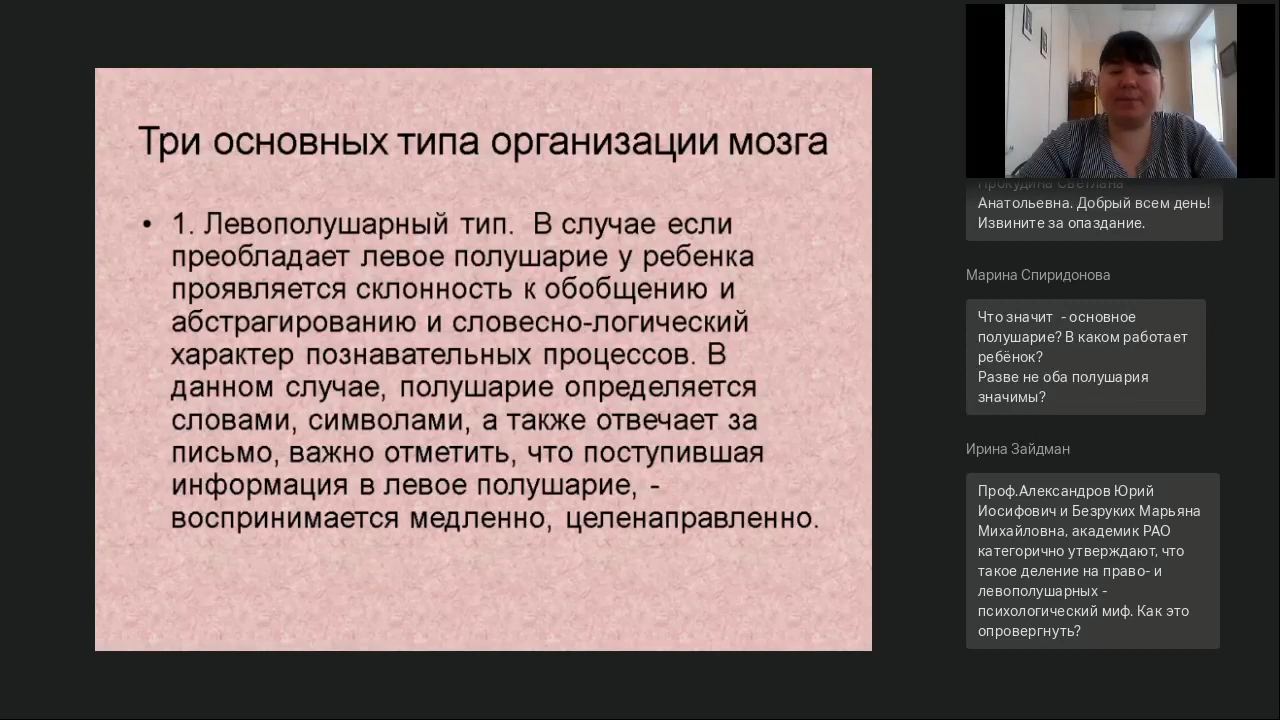 Три основных типа организации мозга
• 1. Левополушарный тип. В случае если
преобладает левое полушарие у ребенка
проявляется склонность к обобщению и
абстрагированию и словесно-логический
характер познавательных процессов. В
данном случае, полушарие определяется
словами, символами, а также отвечает за
письмо, важно отметить, что поступившая
информация в левое полушарие, -
воспринимается медленно, целенаправленно.
Прокудина Светлана
Анатольевна. Добрый всем день!
Извините за опаздание.
Марина Спиридонова
Что значит - основное
полушарие? В каком работает
ребёнок?
Разве не оба полушария
значимы?
Ирина Зайдман
Проф.Александров Юрий
Иосифович и Безруких Марьяна
Михайловна, академик РАО
категорично утверждают, что
такое деление на право- и
левополушарных -
психологический миф. Как это
опровергнуть?